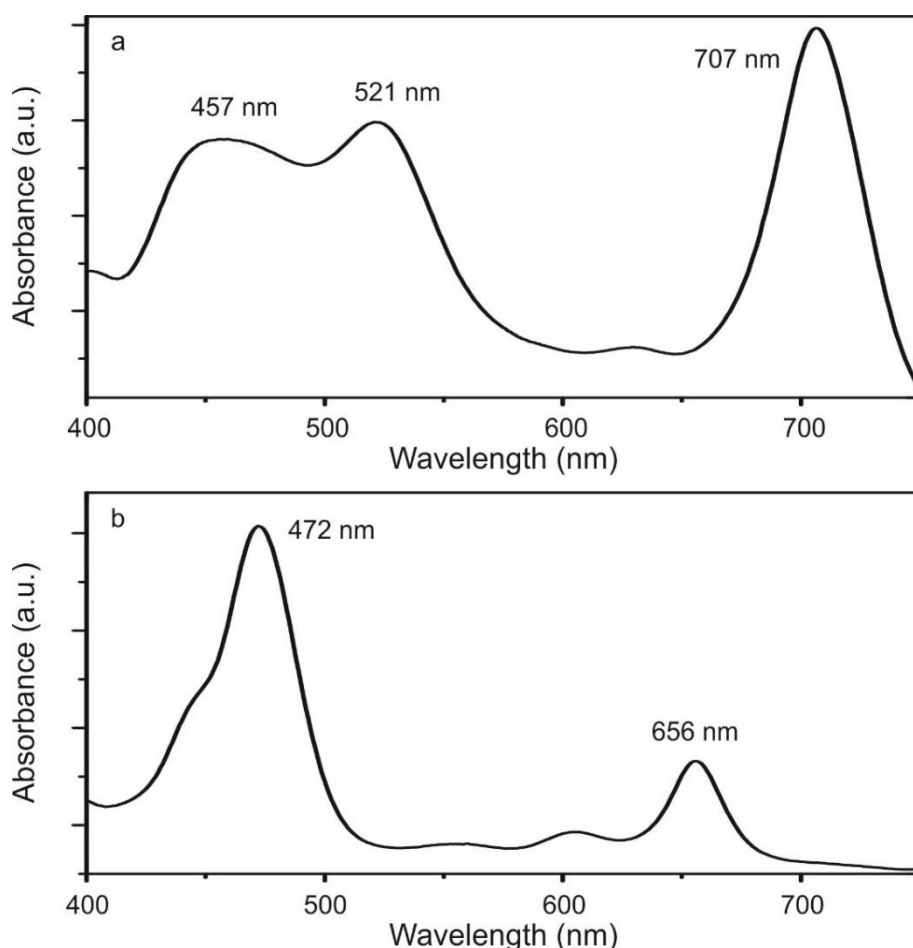 a
707 nm
457 nm
521 nm
Absorbance (a.u.)
400
500
600
700
Wavelength (nm)
b
472 nm
656 nm
Absorbance (a.u.)
400
500
600
700
Wavelength (nm)